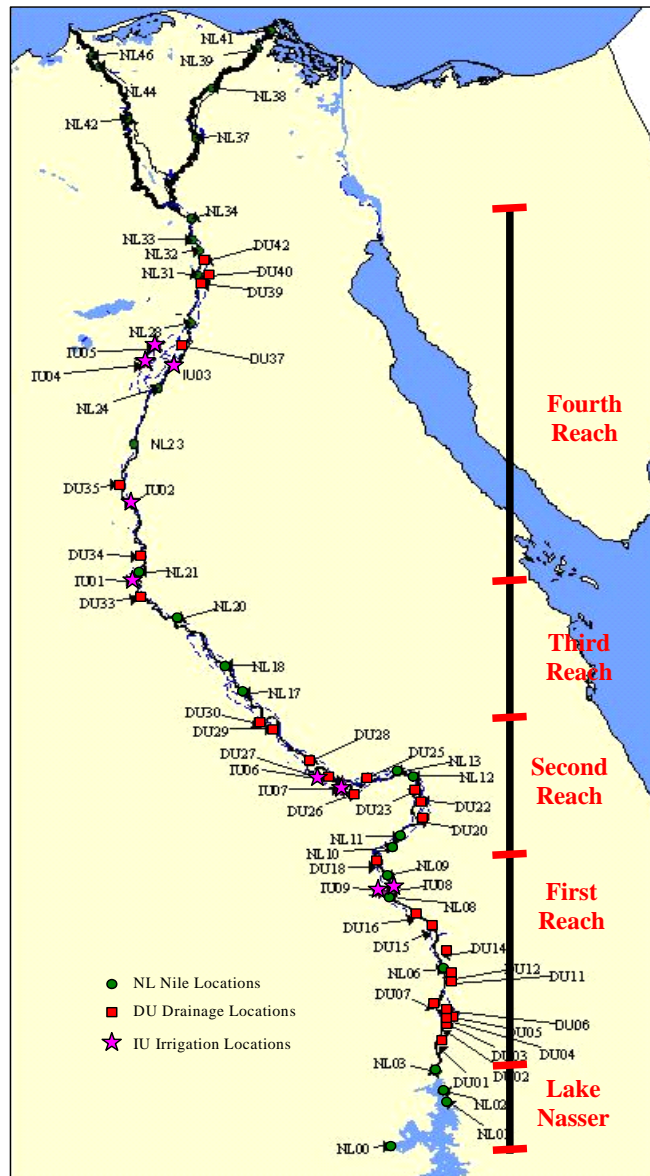 NL41
NL46
NL39
NL44
NL38
NL42
NL37
NL34
NL33
NL32
DU42
NL31
DU40
DU39
NL28
IU05
DU37
IU04
IU03
NL24
Fourth
Reach
NL23
DU35
IU02
DU34
NL21
IU01
DU33
NL20
Third
Reach
NL18
NL17
DU30
DU29
DU28
DU25
DU27
NL13
IU06
NL12
Second
Reach
IU07
DU23
DU22
DU26
DU20
NL11
NL10
DU18
NL09
IU09
IU08
First
Reach
NL08
DU16
DU15
DU14
NL06
DU12
DU11
NL Nile Locations
DU07
DU Drainage Locations
DU06
DU05
IU Irrigation Locations
DU04
DU03
NL03
DU02
DU01
Lake
Nasser
NL02
NL01
NL00